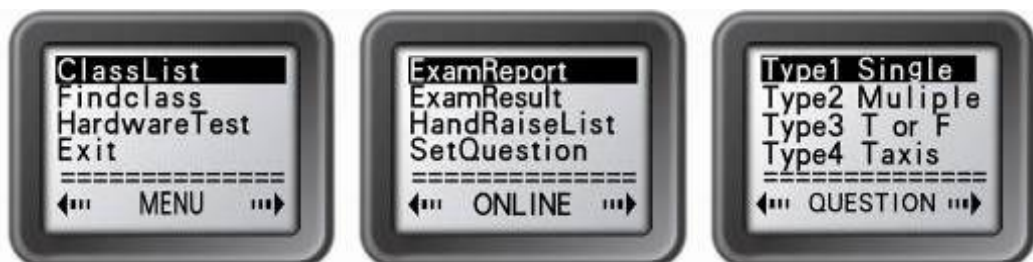 ClassList
Findclass
HardwareTest
Exit
==============
MENU
ExamReport
ExamResult
HandRaiseList
SetQuestion
==============
ONLINE
Type1 Single
Type2 Muliple
Type3 T or F
Type4 Taxis
==============
QUESTION